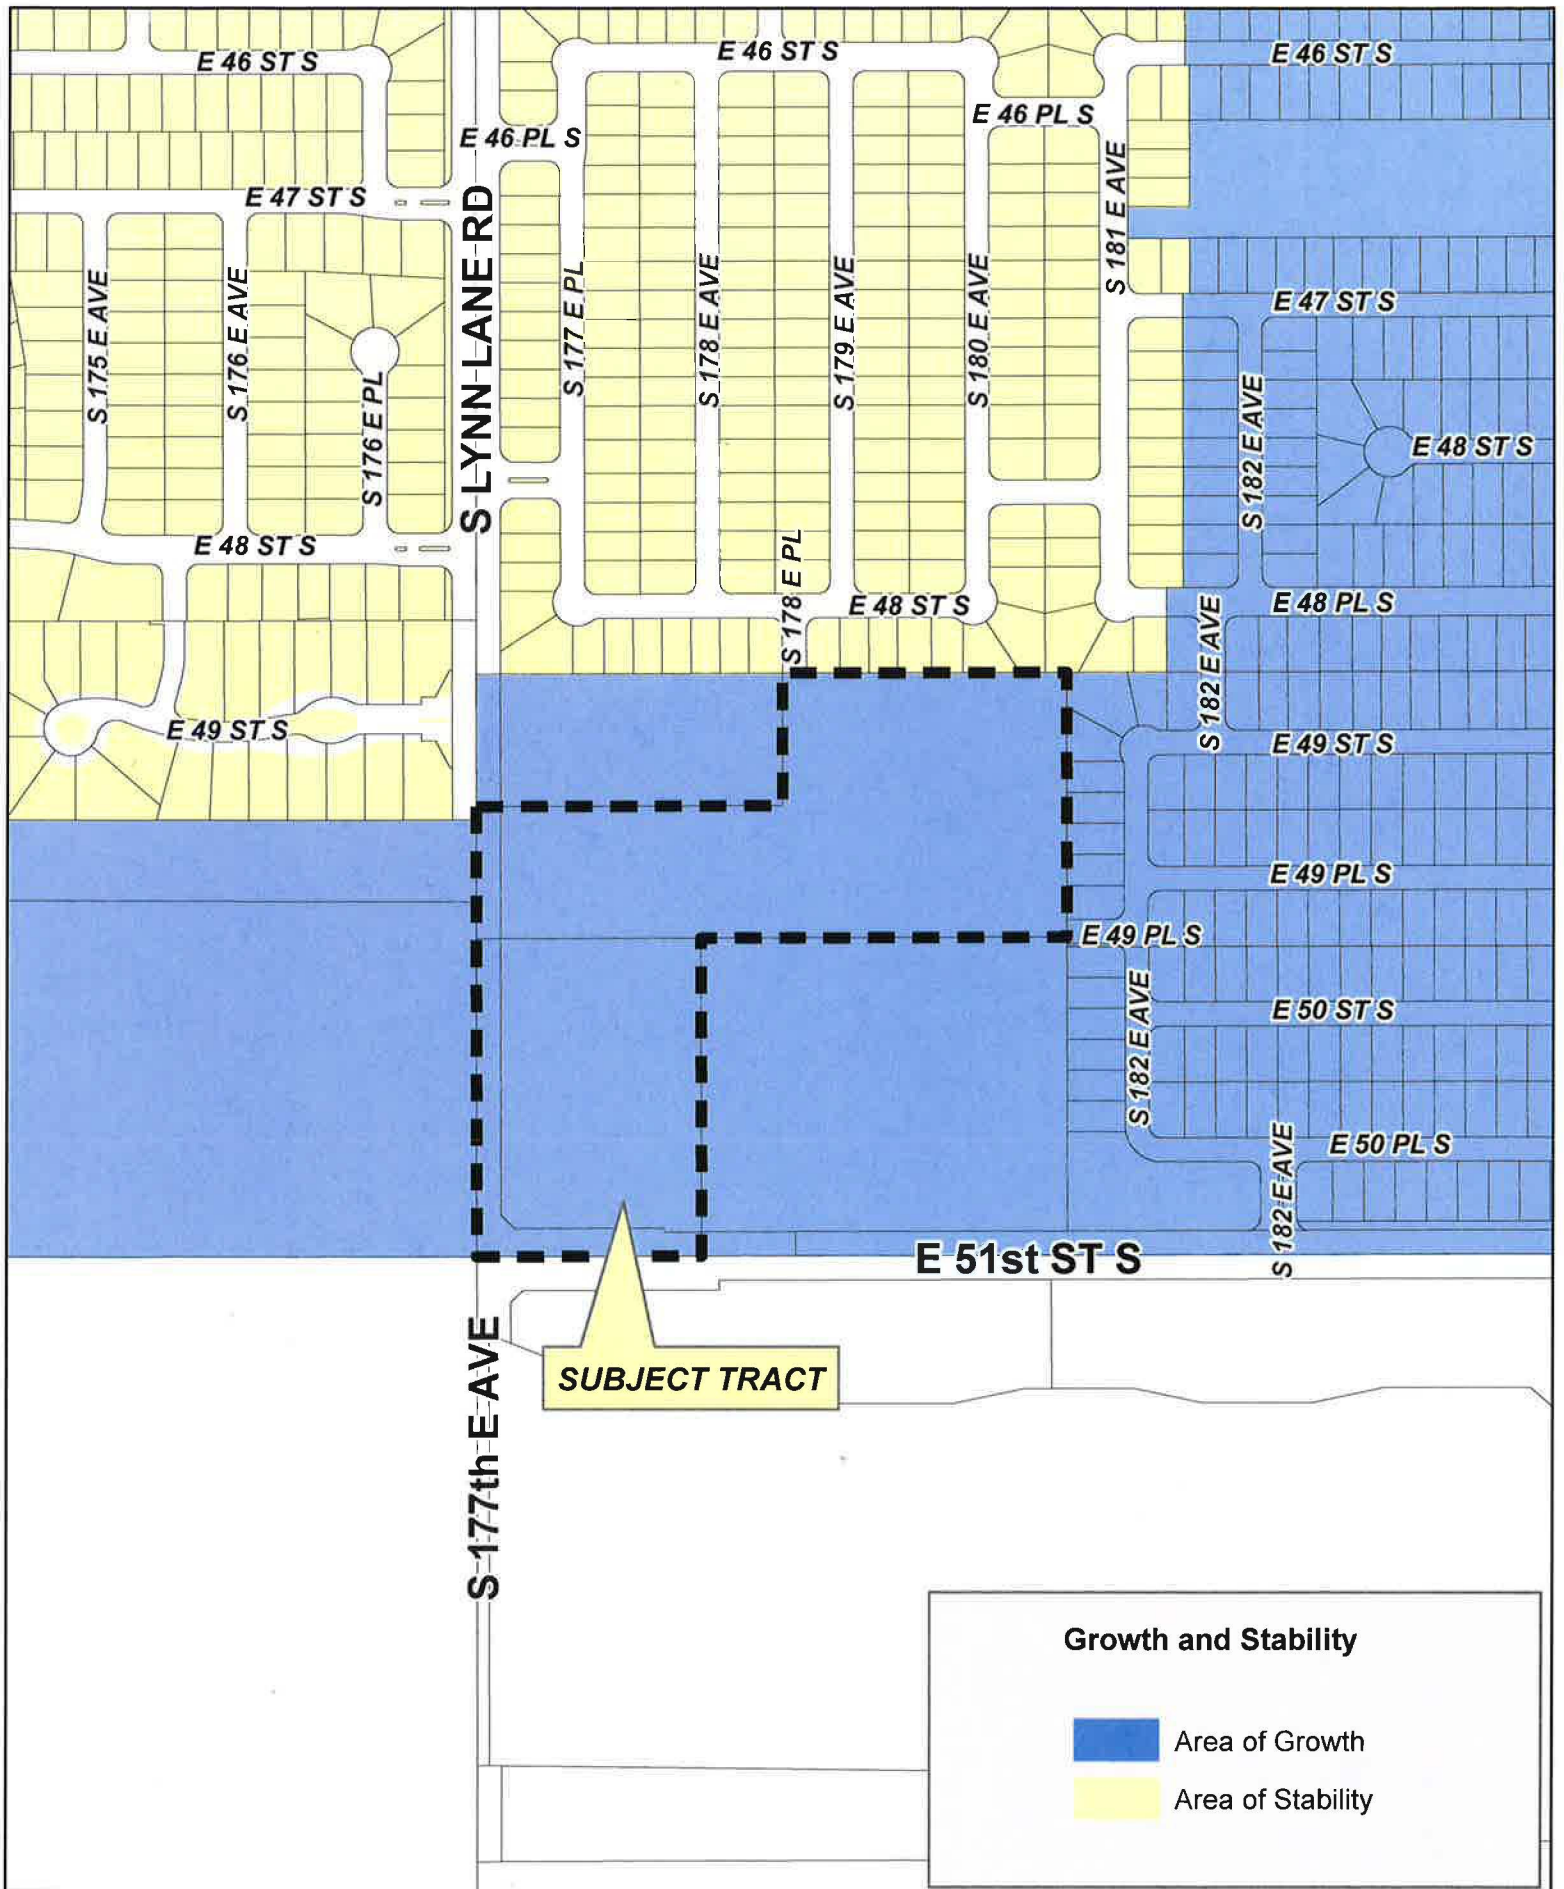 E 46 ST S
E 46 ST S
E 46 ST S
E 46 PL S
E 46 PL S
S 181 E AVE
E 47 ST S
S LYNN LANE RD
S 175 E AVE
S 176 E AVE
S 176 E PL
S 177 E PL
S 178 E AVE
S 179 E AVE
S 180 E AVE
E 47 ST S
S 182 E AVE
E 48 ST S
E 48 ST S
S 178 E PL
E 48 ST S
E 48 PL S
S 182 E AVE
E 49 ST S
E 49 ST S
E 49 PL S
E 49 PL S
S 182 E AVE
E 50 ST S
E 50 PL S
S 182 E AVE
E 51st ST S
S 177th E AVE
SUBJECT TRACT
Growth and Stability
Area of Growth
Area of Stability